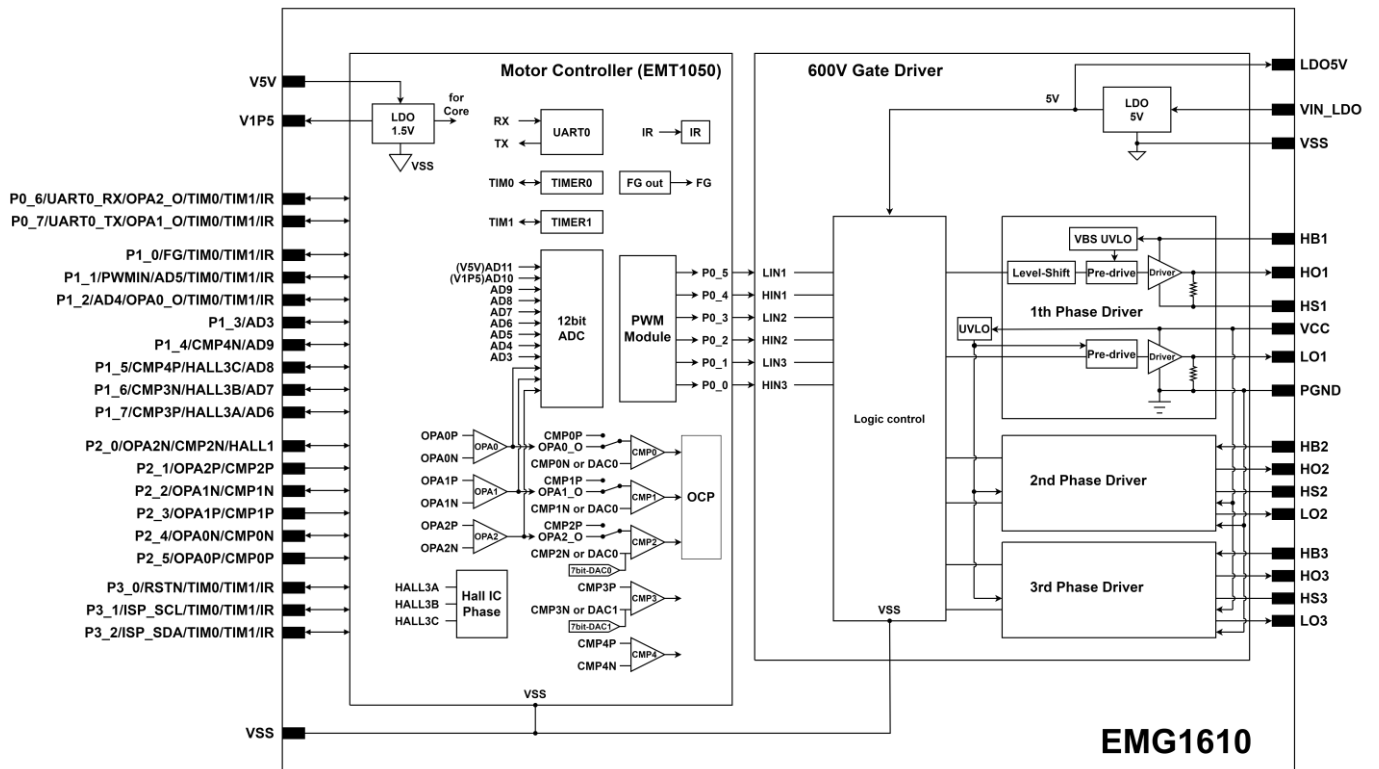 Motor Controller (EMT1050)
600V Gate Driver
V5V
V1P5
LDO
1.5V
for
Core
VSS
RX
TX
UART0
IR
IR
TIM0
TIMER0
FG out
FG
TIM1
TIMER1
5V
LDO
5V
LDO5V
VIN_LDO
VSS
P0_6/UART0_RX/OPA2_O/TIM0/TIM1/IR
P0_7/UART0_TX/OPA1_O/TIM0/TIM1/IR
P1_0/FG/TIM0/TIM1/IR
P1_1/PWMIN/AD5/TIM0/TIM1/IR
P1_2/AD4/OPA0_O/TIM0/TIM1/IR
P1_3/AD3
P1_4/CMP4N/AD9
P1_5/CMP4P/HALL3C/AD8
P1_6/CMP3N/HALL3B/AD7
P1_7/CMP3P/HALL3A/AD6
P2_0/OPA2N/CMP2N/HALL1
P2_1/OPA2P/CMP2P
P2_2/OPA1N/CMP1N
P2_3/OPA1P/CMP1P
P2_4/OPA0N/CMP0N
P2_5/OPA0P/CMP0P
P3_0/RSTN/TIM0/TIM1/IR
P3_1/ISP_SCL/TIM0/TIM1/IR
P3_2/ISP_SDA/TIM0/TIM1/IR
VSS
(V5V)AD11
(V1P5)AD10
AD9
AD8
AD7
AD6
AD5
AD4
AD3
12bit
ADC
PWM
Module
P0_5
P0_4
P0_3
P0_2
P0_1
P0_0
LIN1
HIN1
LIN2
HIN2
LIN3
HIN3
Logic control
VSS
OPA0P
OPA0N
OPA0
OPA1P
OPA1N
OPA1
OPA2P
OPA2N
OPA2
CMP0P
OPA0_O
CMP0N or DAC0
CMP0
CMP1P
OPA1_O
CMP1N or DAC0
CMP1
CMP2P
OPA2_O
CMP2N or DAC0
CMP2
7bit-DAC0
OCP
CMP3P
CMP3N or DAC1
CMP3
7bit-DAC1
CMP4P
CMP4N
CMP4
HALL3A
HALL3B
HALL3C
Hall IC
Phase
VSS
VBS UVLO
Level-Shift
Pre-drive
Driver
1th Phase Driver
UVLO
Pre-drive
Driver
2nd Phase Driver
3rd Phase Driver
HB1
HO1
HS1
VCC
LO1
PGND
HB2
HO2
HS2
LO2
HB3
HO3
HS3
LO3
EMG1610